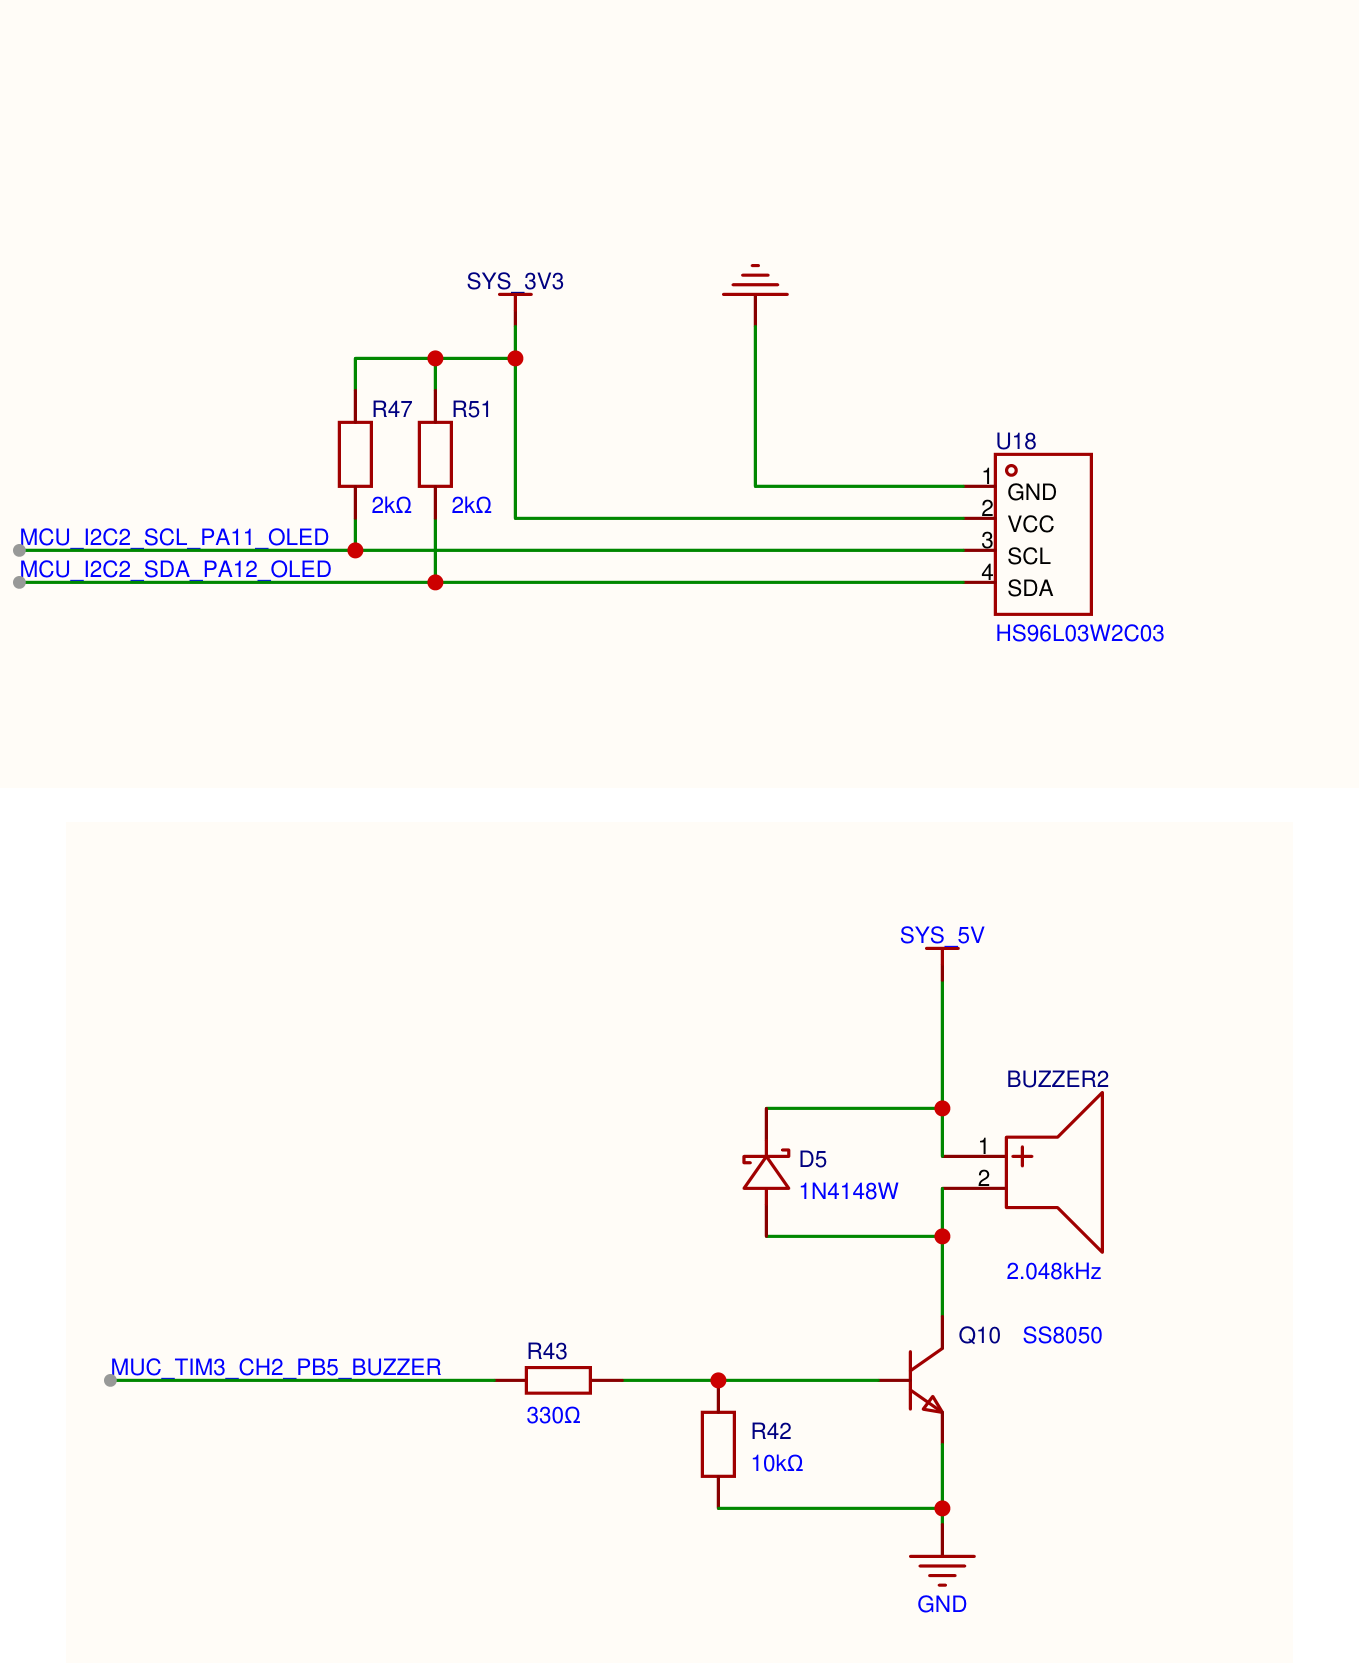 SYS_3V3
R47
R51
2kΩ
2kΩ
MCU_I2C2_SCL_PA11_OLED
MCU_I2C2_SDA_PA12_OLED
U18
1
GND
2
VCC
3
SCL
4
SDA
HS96L03W2C03
SYS_5V
BUZZER2
1
+
2
D5
1N4148W
2.048kHz
Q10 SS8050
MUC_TIM3_CH2_PB5_BUZZER
R43
330Ω
R42
10kΩ
GND